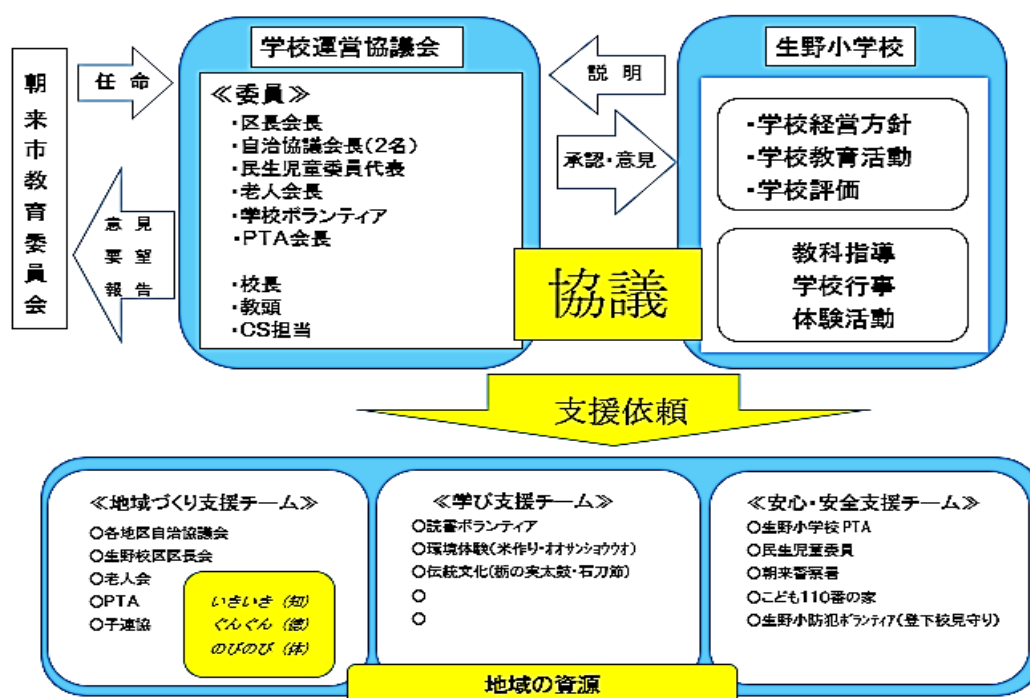 朝来市教育委員会
任 命
意 見
要 望
報 告
学校運営協議会
≪委員≫
・区長会長
・自治協議会長(2名)
・民生児童委員代表
・老人会長
・学校ボランティア
・PTA会長
・校長
・教頭
・CS担当
説 明
承認・意見
生野小学校
・学校経営方針
・学校教育活動
・学校評価
教科指導
学校行事
体験活動
協議
支援依頼
≪地域づくり支援チーム≫
○各地区自治協議会
○生野校区区長会
○老人会
○PTA
○子連協
いきいき (知)
ぐんぐん (徳)
のびのび (体)
≪学び支援チーム≫
○読書ボランティア
○環境体験(米作り・オオサンショウウオ)
○伝統文化(栃の実太鼓・石刀節)
○
○
≪安心・安全支援チーム≫
○生野小学校PTA
○民生児童委員
○朝来警察署
○こども110番の家
○生野小防犯ボランティア(登下校見守り)
地域の資源